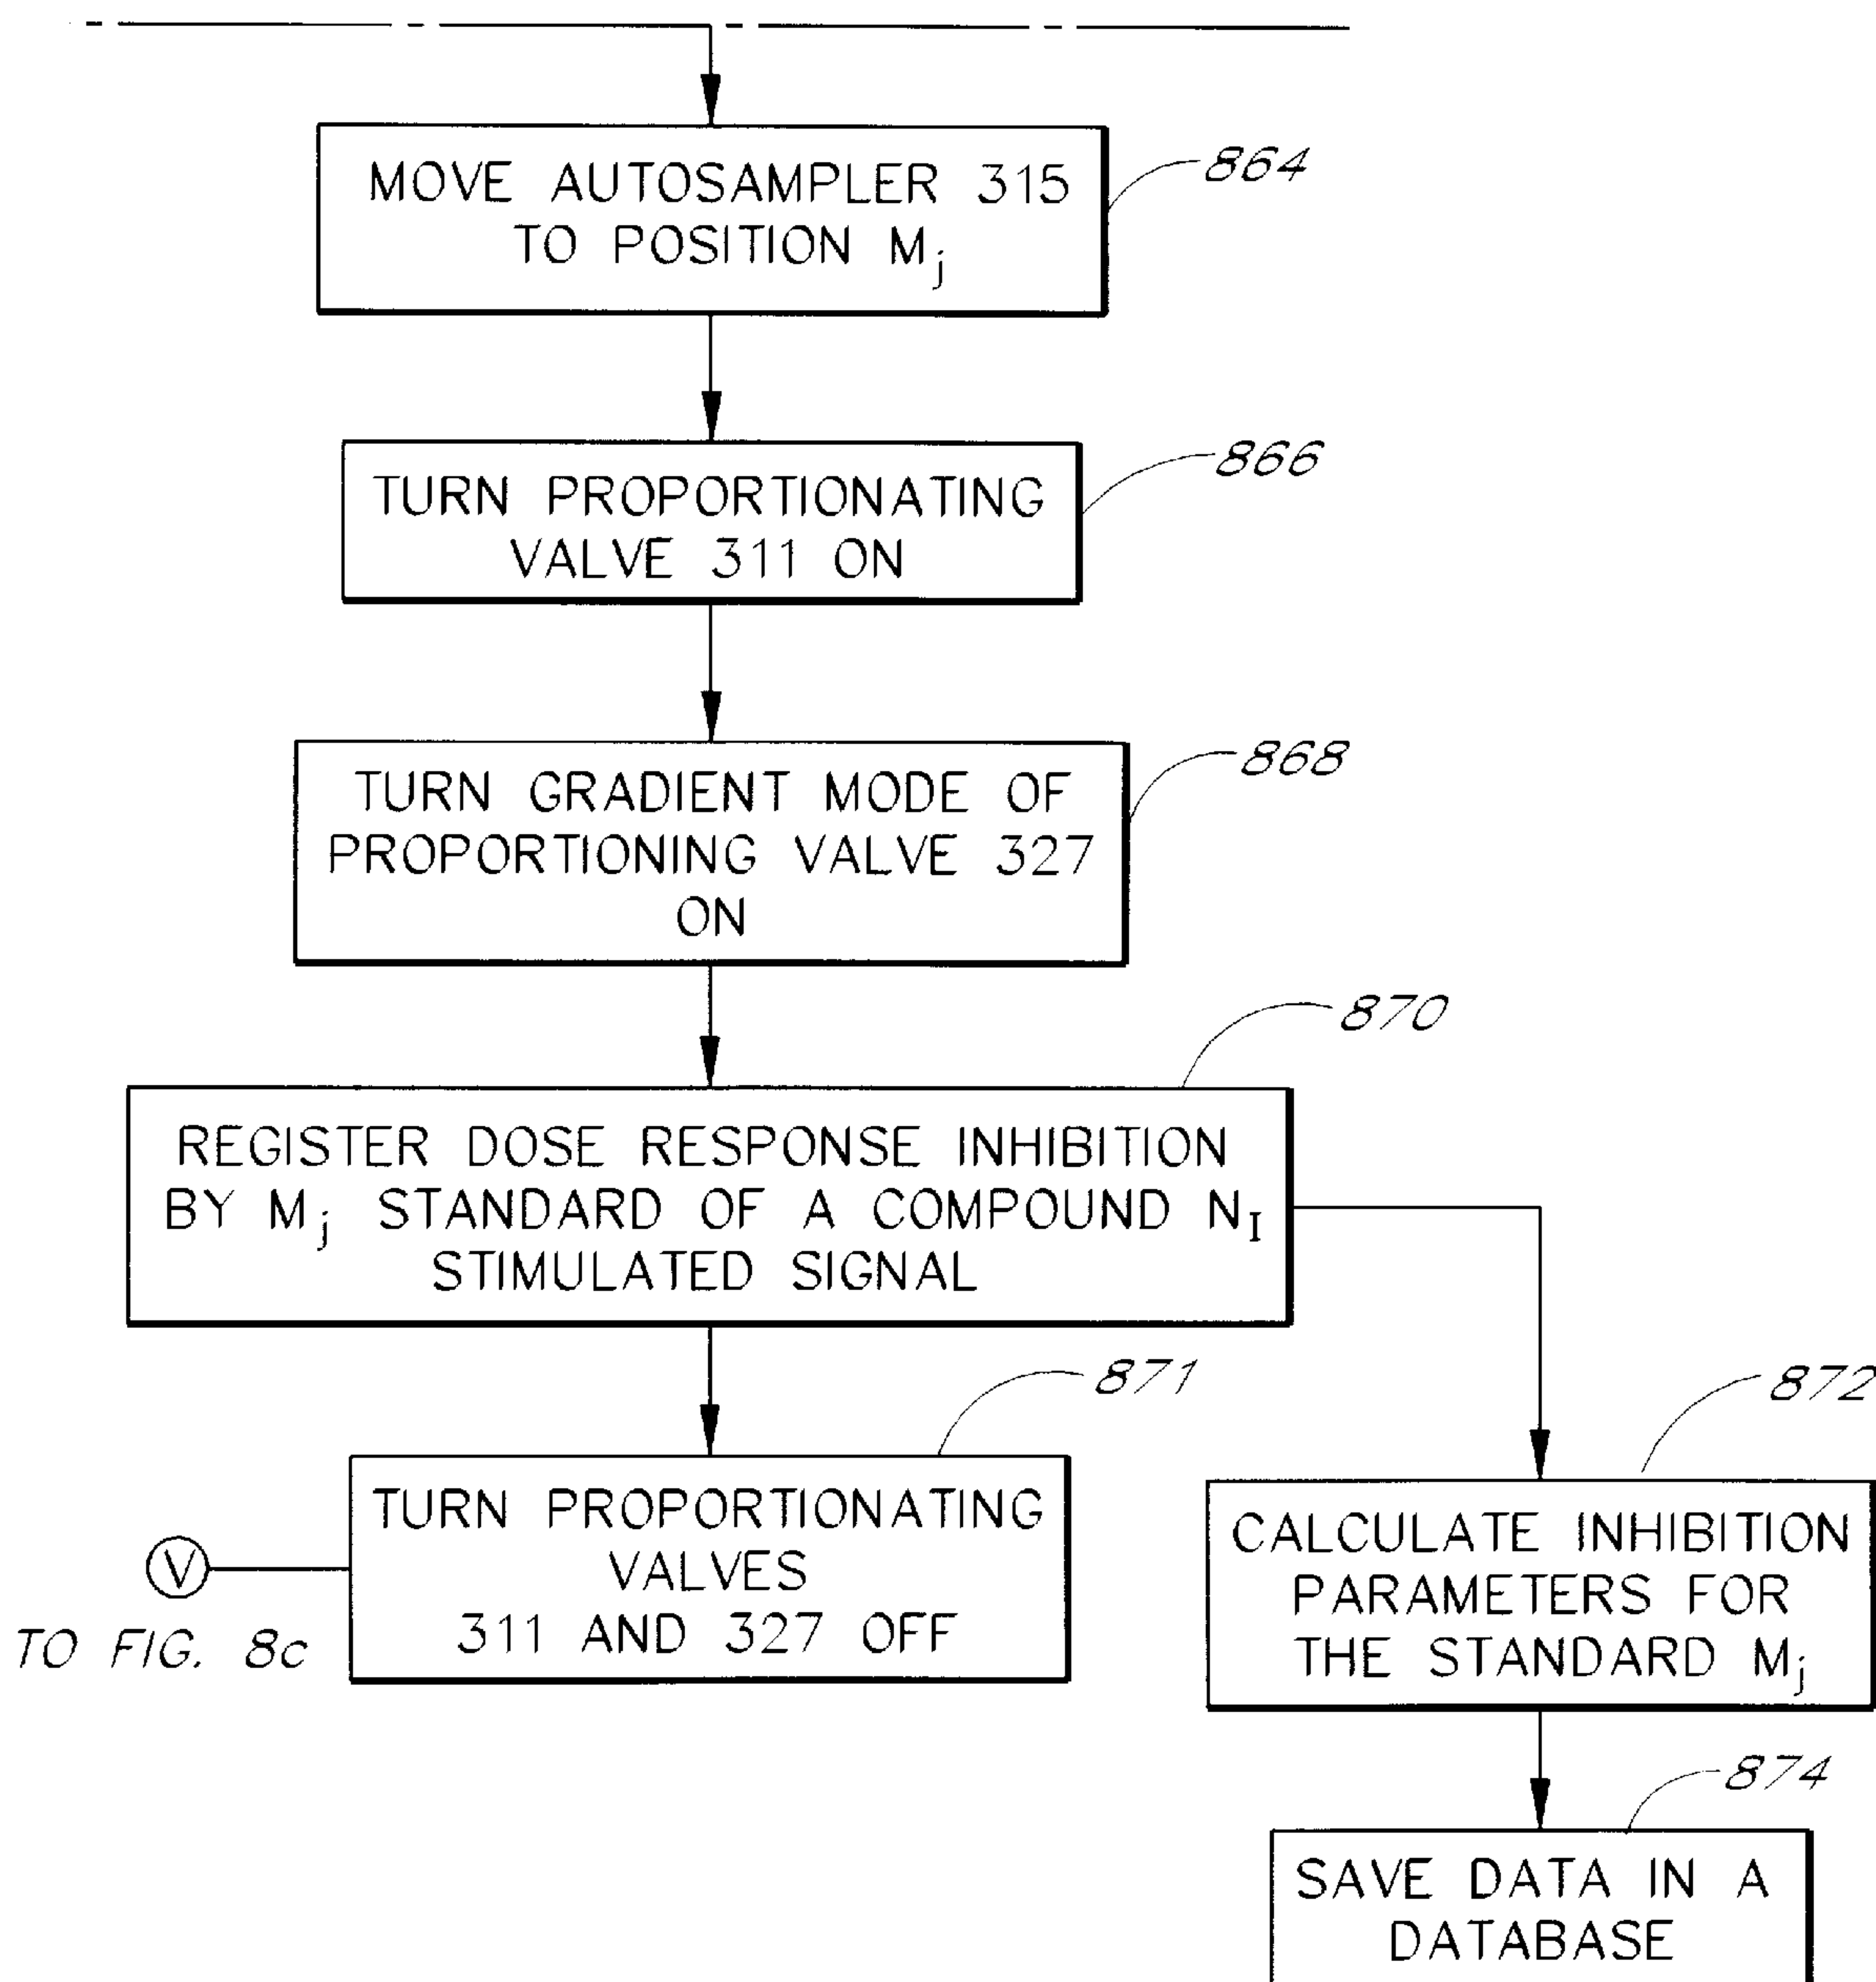 MOVE AUTOSAMPLER 315
TO POSITION Mj
864
TURN PROPORTIONATING
VALVE 311 ON
866
TURN GRADIENT MODE OF
PROPORTIONING VALVE 327
ON
868
REGISTER DOSE RESPONSE INHIBITION
BY Mj STANDARD OF A COMPOUND NI
STIMULATED SIGNAL
870
TURN PROPORTIONATING
VALVES
311 AND 327 OFF
871
V
TO FIG. 8c
CALCULATE INHIBITION
PARAMETERS FOR
THE STANDARD Mj
872
SAVE DATA IN A
DATABASE
874